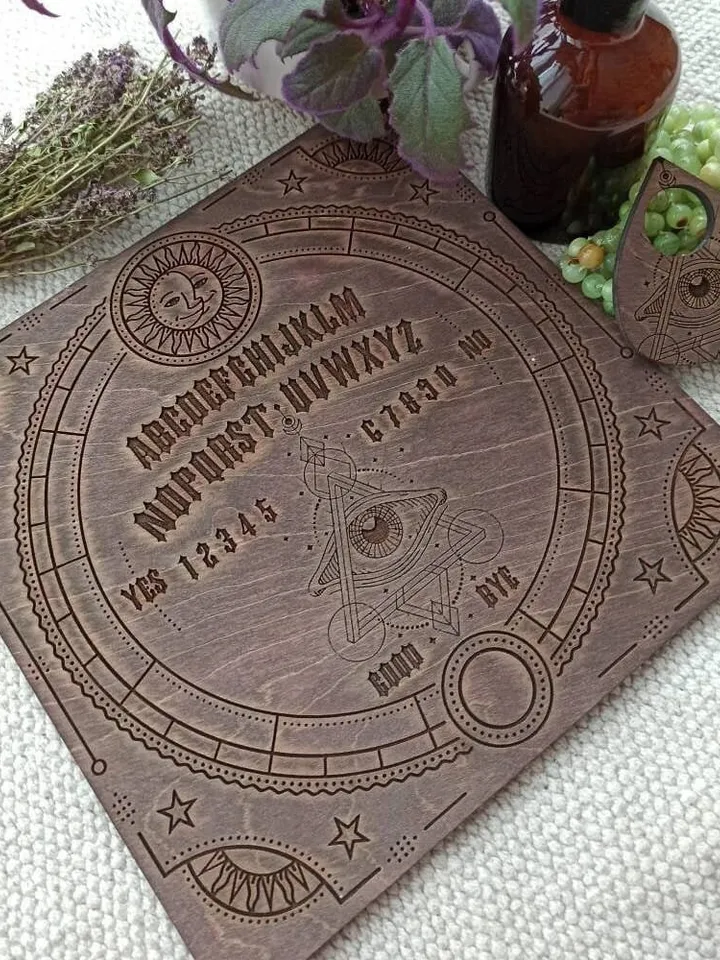 ABCDEFGHIJKLM
NOPQRST UVWXYZ
YES 12345 67890 NO
GOOD BYE